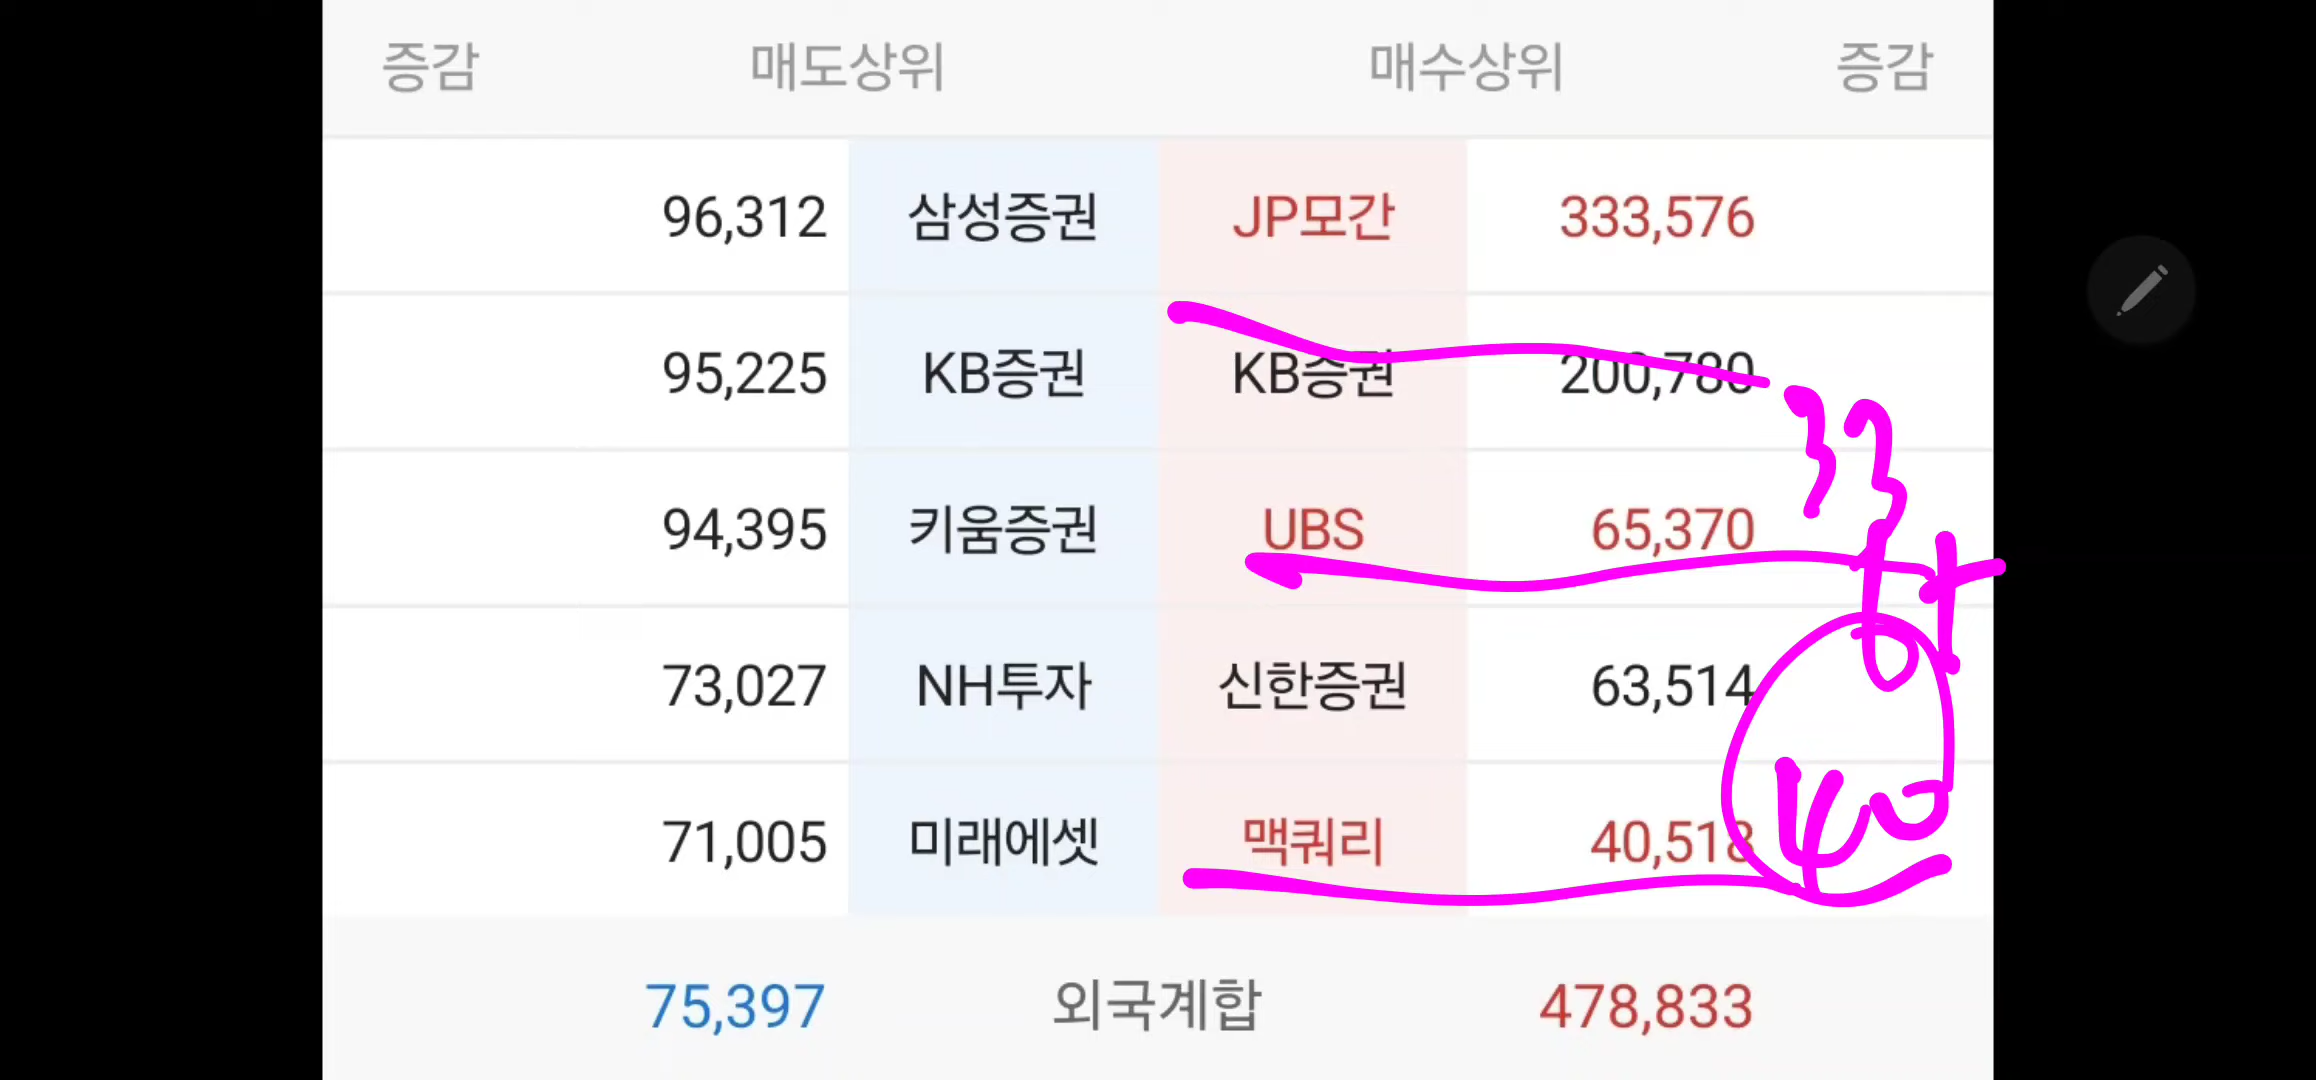 증감 매도상위 매수상위 증감
96,312 삼성증권 JP모간 333,576
95,225 KB증권 KB증권 200,780
94,395 키움증권 UBS 65,370
73,027 NH투자 신한증권 63,514
71,005 미래에셋 맥쿼리 40,518
75,397 외국계합 478,833